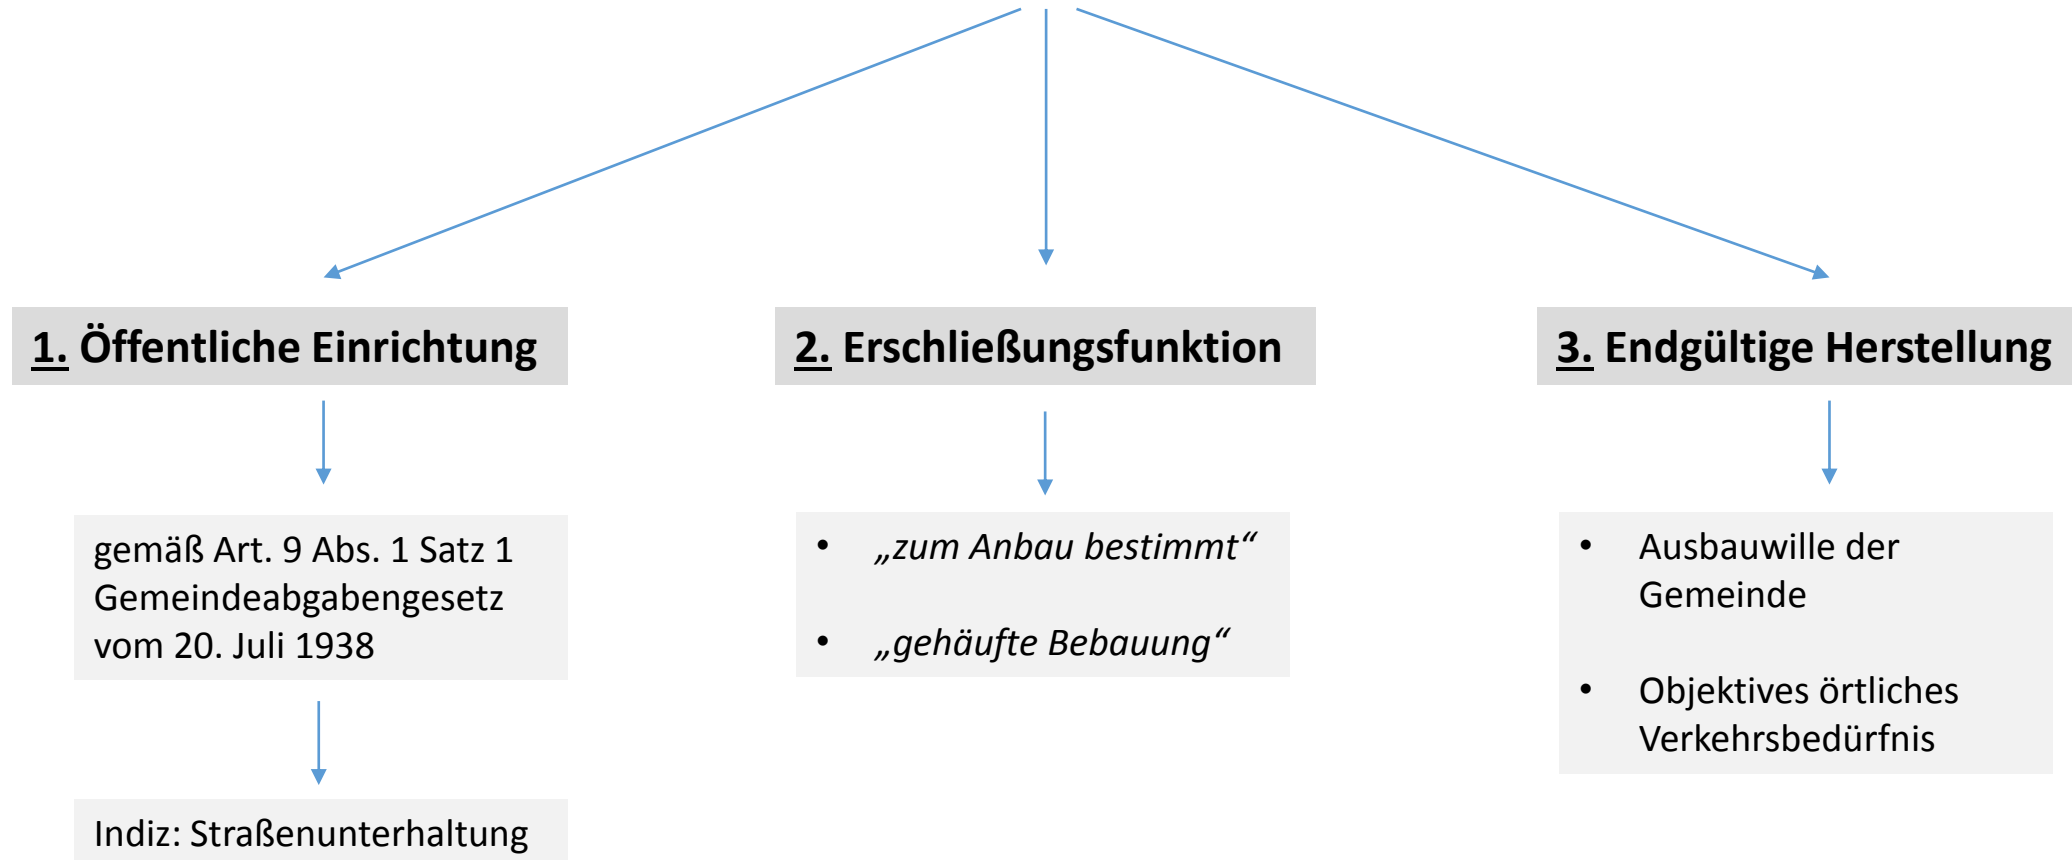 1. Öffentliche Einrichtung
gemäß Art. 9 Abs. 1 Satz 1
Gemeindeabgabengesetz
vom 20. Juli 1938
Indiz: Straßenunterhaltung
2. Erschließungsfunktion
• „zum Anbau bestimmt“
• „gehäufte Bebauung“
3. Endgültige Herstellung
• Ausbauwille der
Gemeinde
• Objektives örtliches
Verkehrsbedürfnis